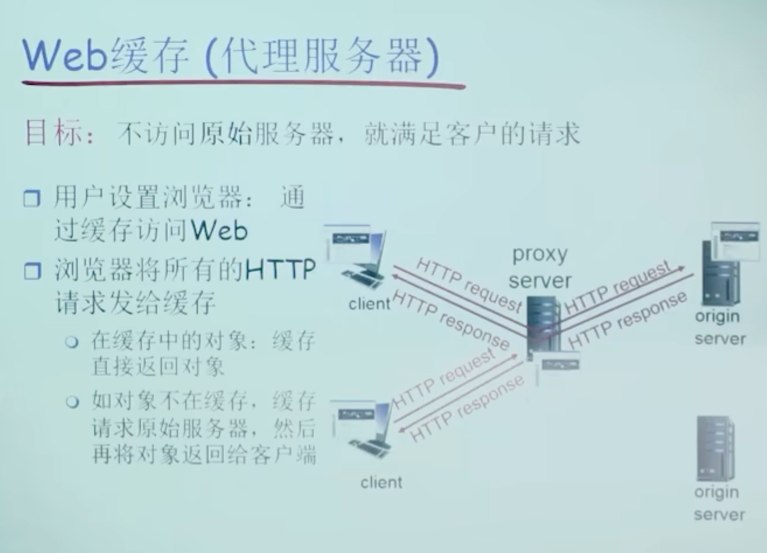 Web缓存 (代理服务器)
目标：不访问原始服务器，就满足客户的请求
用户设置浏览器： 通
过缓存访问Web
浏览器将所有的HTTP
请求发给缓存
在缓存中的对象：缓存
直接返回对象
如对象不在缓存，缓存
请求原始服务器，然后
再将对象返回给客户端
proxy
server
client
HTTP request
HTTP response
HTTP request
HTTP response
origin
server
HTTP request
HTTP response
client
origin
server